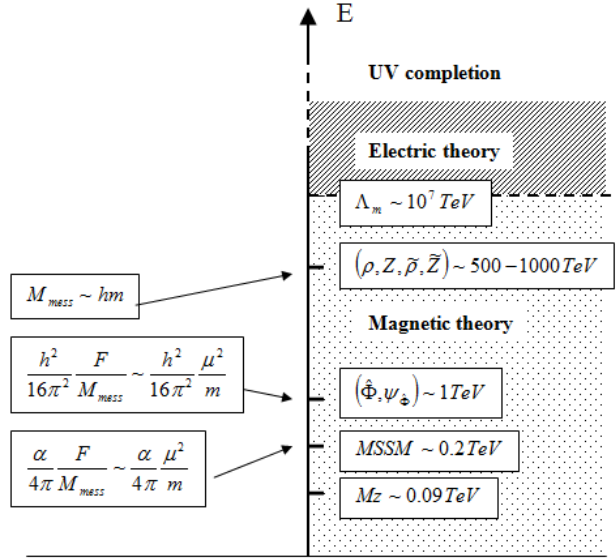 E
UV completion
Electric theory
Λ_m ~ 10^7 TeV
(ρ, Z, ρ̃, Z̃) ~ 500 – 1000 TeV
M_mess ~ hm
Magnetic theory
h^2/16π^2 F/M_mess ~ h^2/16π^2 μ^2/m
(Φ̂, ψ_Φ̂) ~ 1TeV
α/4π F/M_mess ~ α/4π μ^2/m
MSSM ~ 0.2TeV
Mz ~ 0.09TeV